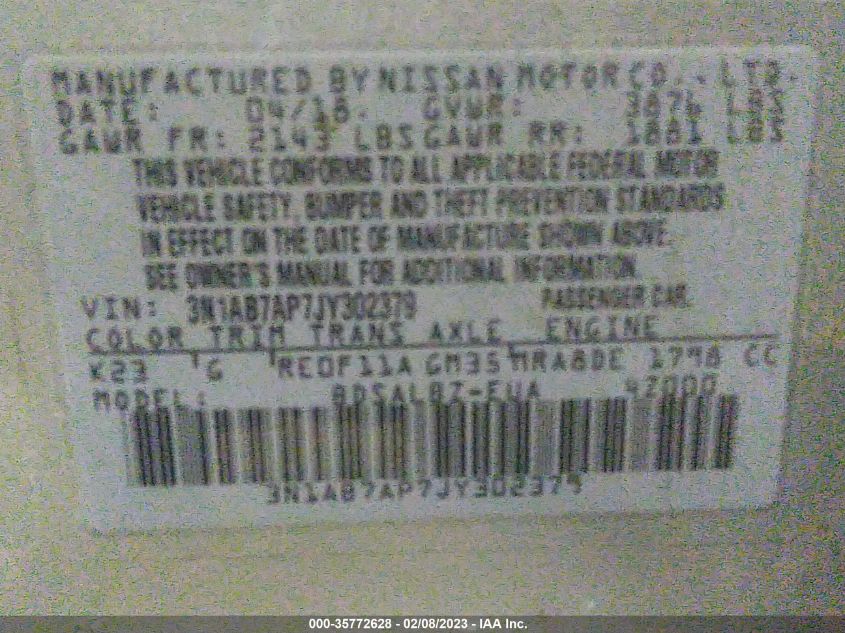 MANUFACTURED BY NISSAN MOTOR CO., LTD.
DATE: 04/18. GVWR: 3874 LBS
GAWR FR: 2143 LBS GAWR RR: 1881 LBS
THIS VEHICLE CONFORMS TO ALL APPLICABLE FEDERAL MOTOR
VEHICLE SAFETY, BUMPER AND THEFT PREVENTION STANDARDS
IN EFFECT ON THE DATE OF MANUFACTURE SHOWN ABOVE.
SEE OWNER'S MANUAL FOR ADDITIONAL INFORMATION.
VIN: 3N1AB7AP7JY302379 PASSENGER CAR.
COLOR TRIM TRANS AXLE ENGINE
K23 G RE0F11A GM35 MRA8DE 1798 CC
MODEL: BDSALBZ-EUA 42000
3N1AB7AP7JY302379
000-35772628 - 02/08/2023 - IAA Inc.